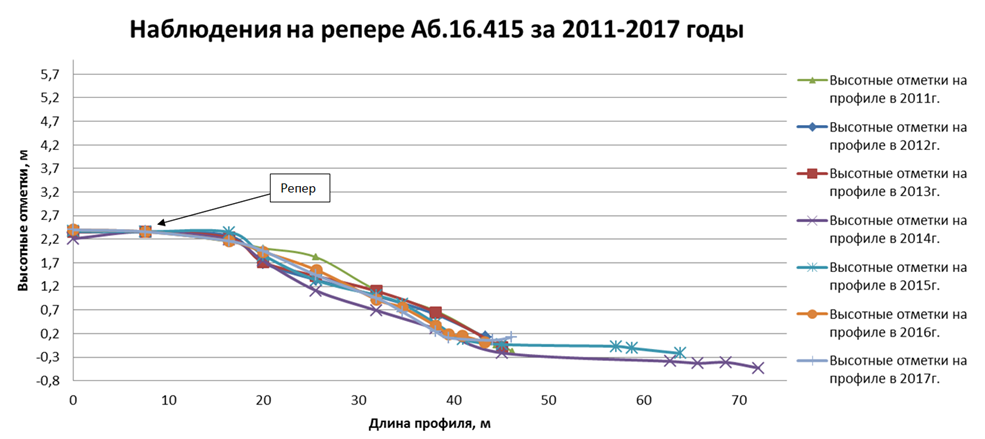 Наблюдения на репере Аб.16.415 за 2011-2017 годы
Высотные отметки, м
5,7
5,2
4,7
4,2
3,7
3,2
2,7
2,2
1,7
1,2
0,7
0,2
-0,3
-0,8
Репер
0
10
20
30
40
50
60
70
Длина профиля, м
Высотные отметки на
профиле в 2011г.
Высотные отметки на
профиле в 2012г.
Высотные отметки на
профиле в 2013г.
Высотные отметки на
профиле в 2014г.
Высотные отметки на
профиле в 2015г.
Высотные отметки на
профиле в 2016г.
Высотные отметки на
профиле в 2017г.